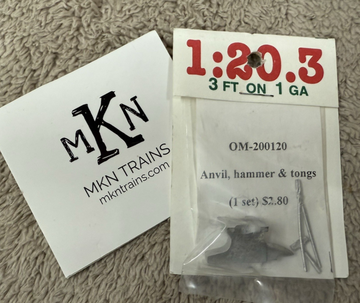 MKN
MKN TRAINS
mkntrains.com
1:20.3
3 FT ON 1 GA
OM-200120
Anvil, hammer & tongs
(1 set) $2.80